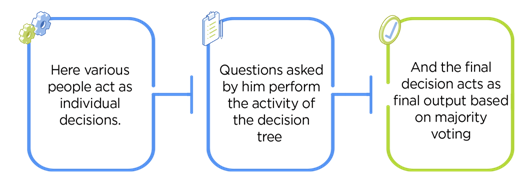 Here various
people act as
individual
decisions.
Questions asked
by him perform
the activity of
the decision
tree
And the final
decision acts as
final output based
on majority
voting